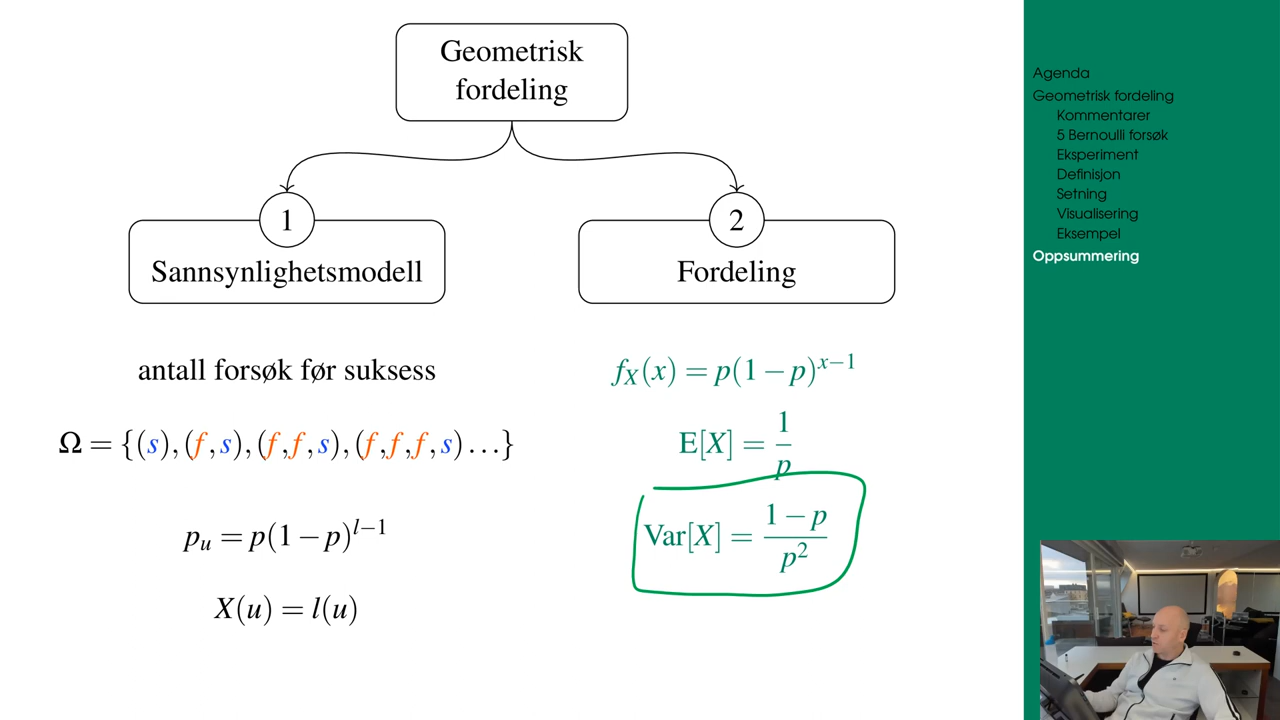 Geometrisk
fordeling
1
Sannsynlighetsmodell
2
Fordeling
antall forsøk før suksess
Ω = {(s), (f,s), (f,f,s), (f,f,f,s)...}
pᵤ = p(1−p)^{l−1}
X(u) = l(u)
f_X(x) = p(1−p)^{x−1}
E[X] = 1/p
Var[X] = (1−p)/p²
Agenda
Geometrisk fordeling
Kommentarer
5 Bernoulli forsøk
Eksperiment
Definisjon
Setning
Visualisering
Eksempel
Oppsummering